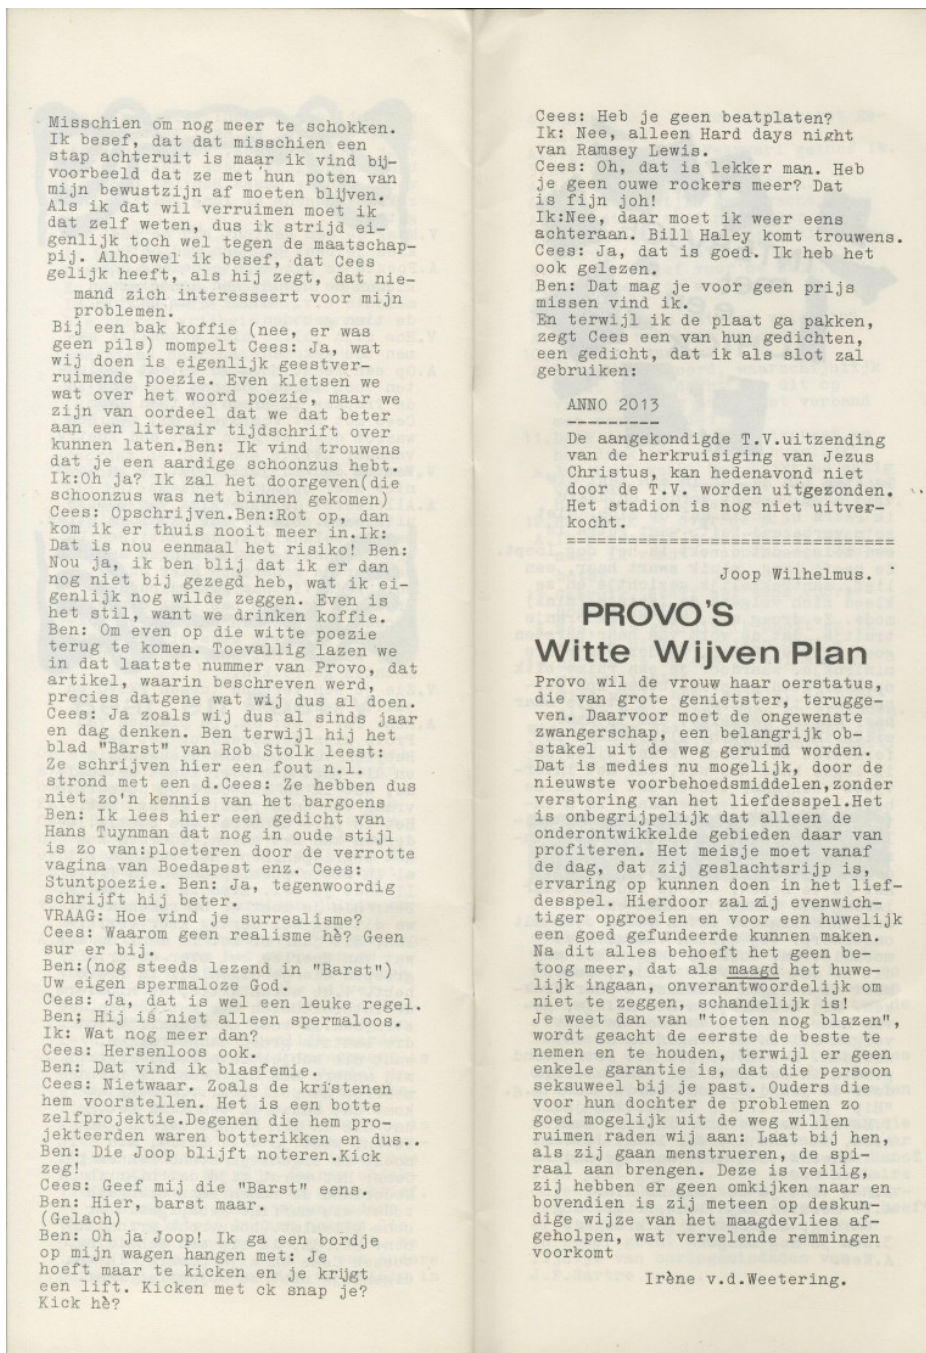 Misschien om nog meer te schokken.
Ik besef, dat dat misschien een
stap achteruit is maar ik vind bij-
voorbeeld dat ze met hun poten van
mijn bewustzijn af moeten blijven.
Als ik dat wil verruimen moet ik
dat zelf weten, dus ik strijd ei-
genlijk toch wel tegen de maatschap-
pij. Alhoewel ik besef, dat Cees
gelijk heeft, als hij zegt, dat nie-
mand zich interesseert voor mijn
problemen.
Bij een bak koffie (nee, er was
geen pils) mompelt Cees: Ja, wat
wij doen is eigenlijk geestver-
ruimende poezie. Even kletsen we
wat over het woord poezie, maar we
zijn van oordeel dat we dat beter
aan een literair tijdschrift over
kunnen laten.Ben: Ik vind trouwens
dat je een aardige schoonzus hebt.
Ik:Oh ja? Ik zal het doorgeven(die
schoonzus was net binnen gekomen)
Cees: Opschrijven.Ben:Rot op, dan
kom ik er thuis nooit meer in.Ik:
Dat is nou eenmaal het risiko! Ben:
Nou ja, ik ben blij dat ik er dan
nog niet bij gezegd heb, wat ik ei-
genlijk nog wilde zeggen. Even is
het stil, want we drinken koffie.
Ben: Om even op die witte poezie
terug te komen. Toevallig lazen we
in dat laatste nummer van Provo, dat
artikel, waarin beschreven werd,
precies datgene wat wij dus al doen.
Cees: Ja zoals wij dus al sinds jaar
en dag denken. Ben terwijl hij het
blad "Barst" van Rob Stolk leest:
Ze schrijven hier een fout n.l.
strond met een d.Cees: Ze hebben dus
niet zo'n kennis van het bargoens
Ben: Ik lees hier een gedicht van
Hans Tuynman dat nog in oude stijl
is zo van:ploeteren door de verrotte
vagina van Boedapest enz. Cees:
Stuntpoezie. Ben: Ja, tegenwoordig
schrijft hij beter.
VRAAG: Hoe vind je surrealisme?
Cees: Waarom geen realisme hè? Geen
sur er bij.
Ben:(nog steeds lezend in "Barst")
Uw eigen spermaloze God.
Cees: Ja, dat is wel een leuke regel.
Ben; Hij is niet alleen spermaloos.
Ik: Wat nog meer dan?
Cees: Hersenloos ook.
Ben: Dat vind ik blasfemie.
Cees: Nietwaar. Zoals de kristenen
hem voorstellen. Het is een botte
zelfprojektie.Degenen die hem pro-
jekteerden waren botterikken en dus..
Ben: Die Joop blijft noteren.Kick
zeg!
Cees: Geef mij die "Barst" eens.
Ben: Hier, barst maar.
(Gelach)
Ben: Oh ja Joop! Ik ga een bordje
op mijn wagen hangen met: Je
hoeft maar te kicken en je krijgt
een lift. Kicken met ck snap je?
Kick hè?
Cees: Heb je geen beatplaten?
Ik: Nee, alleen Hard days night
van Ramsey Lewis.
Cees: Oh, dat is lekker man. Heb
je geen ouwe rockers meer? Dat
is fijn joh!
Ik:Nee, daar moet ik weer eens
achteraan. Bill Haley komt trouwens.
Cees: Ja, dat is goed. Ik heb het
ook gelezen.
Ben: Dat mag je voor geen prijs
missen vind ik.
En terwijl ik de plaat ga pakken,
zegt Cees een van hun gedichten,
een gedicht, dat ik als slot zal
gebruiken:
ANNO 2013
---------
De aangekondigde T.V.uitzending
van de herkruisiging van Jezus
Christus, kan hedenavond niet
door de T.V. worden uitgezonden.
Het stadion is nog niet uitver-
kocht.
================================
Joop Wilhelmus.
PROVO'S
Witte Wijven Plan
Provo wil de vrouw haar oerstatus,
die van grote genietster, terugge-
ven. Daarvoor moet de ongewenste
zwangerschap, een belangrijk ob-
stakel uit de weg geruimd worden.
Dat is medies nu mogelijk, door de
nieuwste voorbehoedsmiddelen,zonder
verstoring van het liefdesspel.Het
is onbegrijpelijk dat alleen de
onderontwikkelde gebieden daar van
profiteren. Het meisje moet vanaf
de dag, dat zij geslachtsrijp is,
ervaring op kunnen doen in het lief-
desspel. Hierdoor zal zij evenwich-
tiger opgroeien en voor een huwelijk
een goed gefundeerde kunnen maken.
Na dit alles behoeft het geen be-
toog meer, dat als maagd het huwe-
lijk ingaan, onverantwoordelijk om
niet te zeggen, schandelijk is!
Je weet dan van "toeten nog blazen",
wordt geacht de eerste de beste te
nemen en te houden, terwijl er geen
enkele garantie is, dat die persoon
seksuweel bij je past. Ouders die
voor hun dochter de problemen zo
goed mogelijk uit de weg willen
ruimen raden wij aan: Laat bij hen,
als zij gaan menstrueren, de spi-
raal aan brengen. Deze is veilig,
zij hebben er geen omkijken naar en
bovendien is zij meteen op deskun-
dige wijze van het maagdevlies af-
geholpen, wat vervelende remmingen
voorkomt
Irène v.d.Weetering.